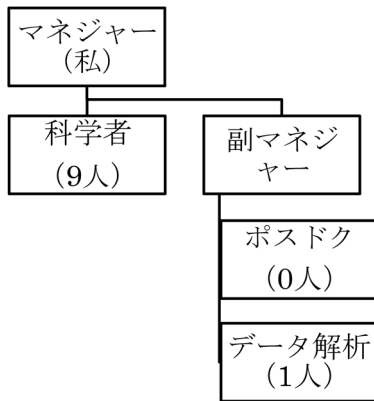 マネジャー
(私)
科学者
(9人)
副マネジ
ャー
ポスドク
(0人)
データ解析
(1人)